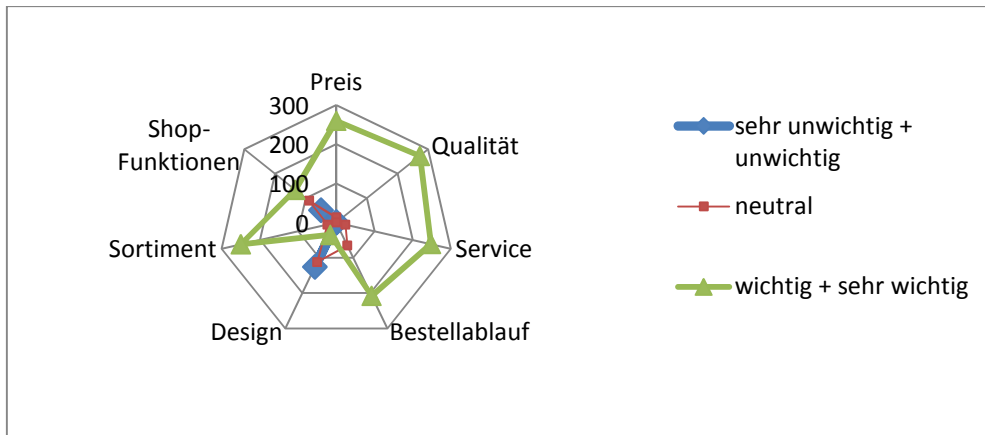 Preis
300
200
100
0
Qualität
Service
Bestellablauf
Design
Sortiment
Shop-
Funktionen
sehr unwichtig +
unwichtig
neutral
wichtig + sehr wichtig